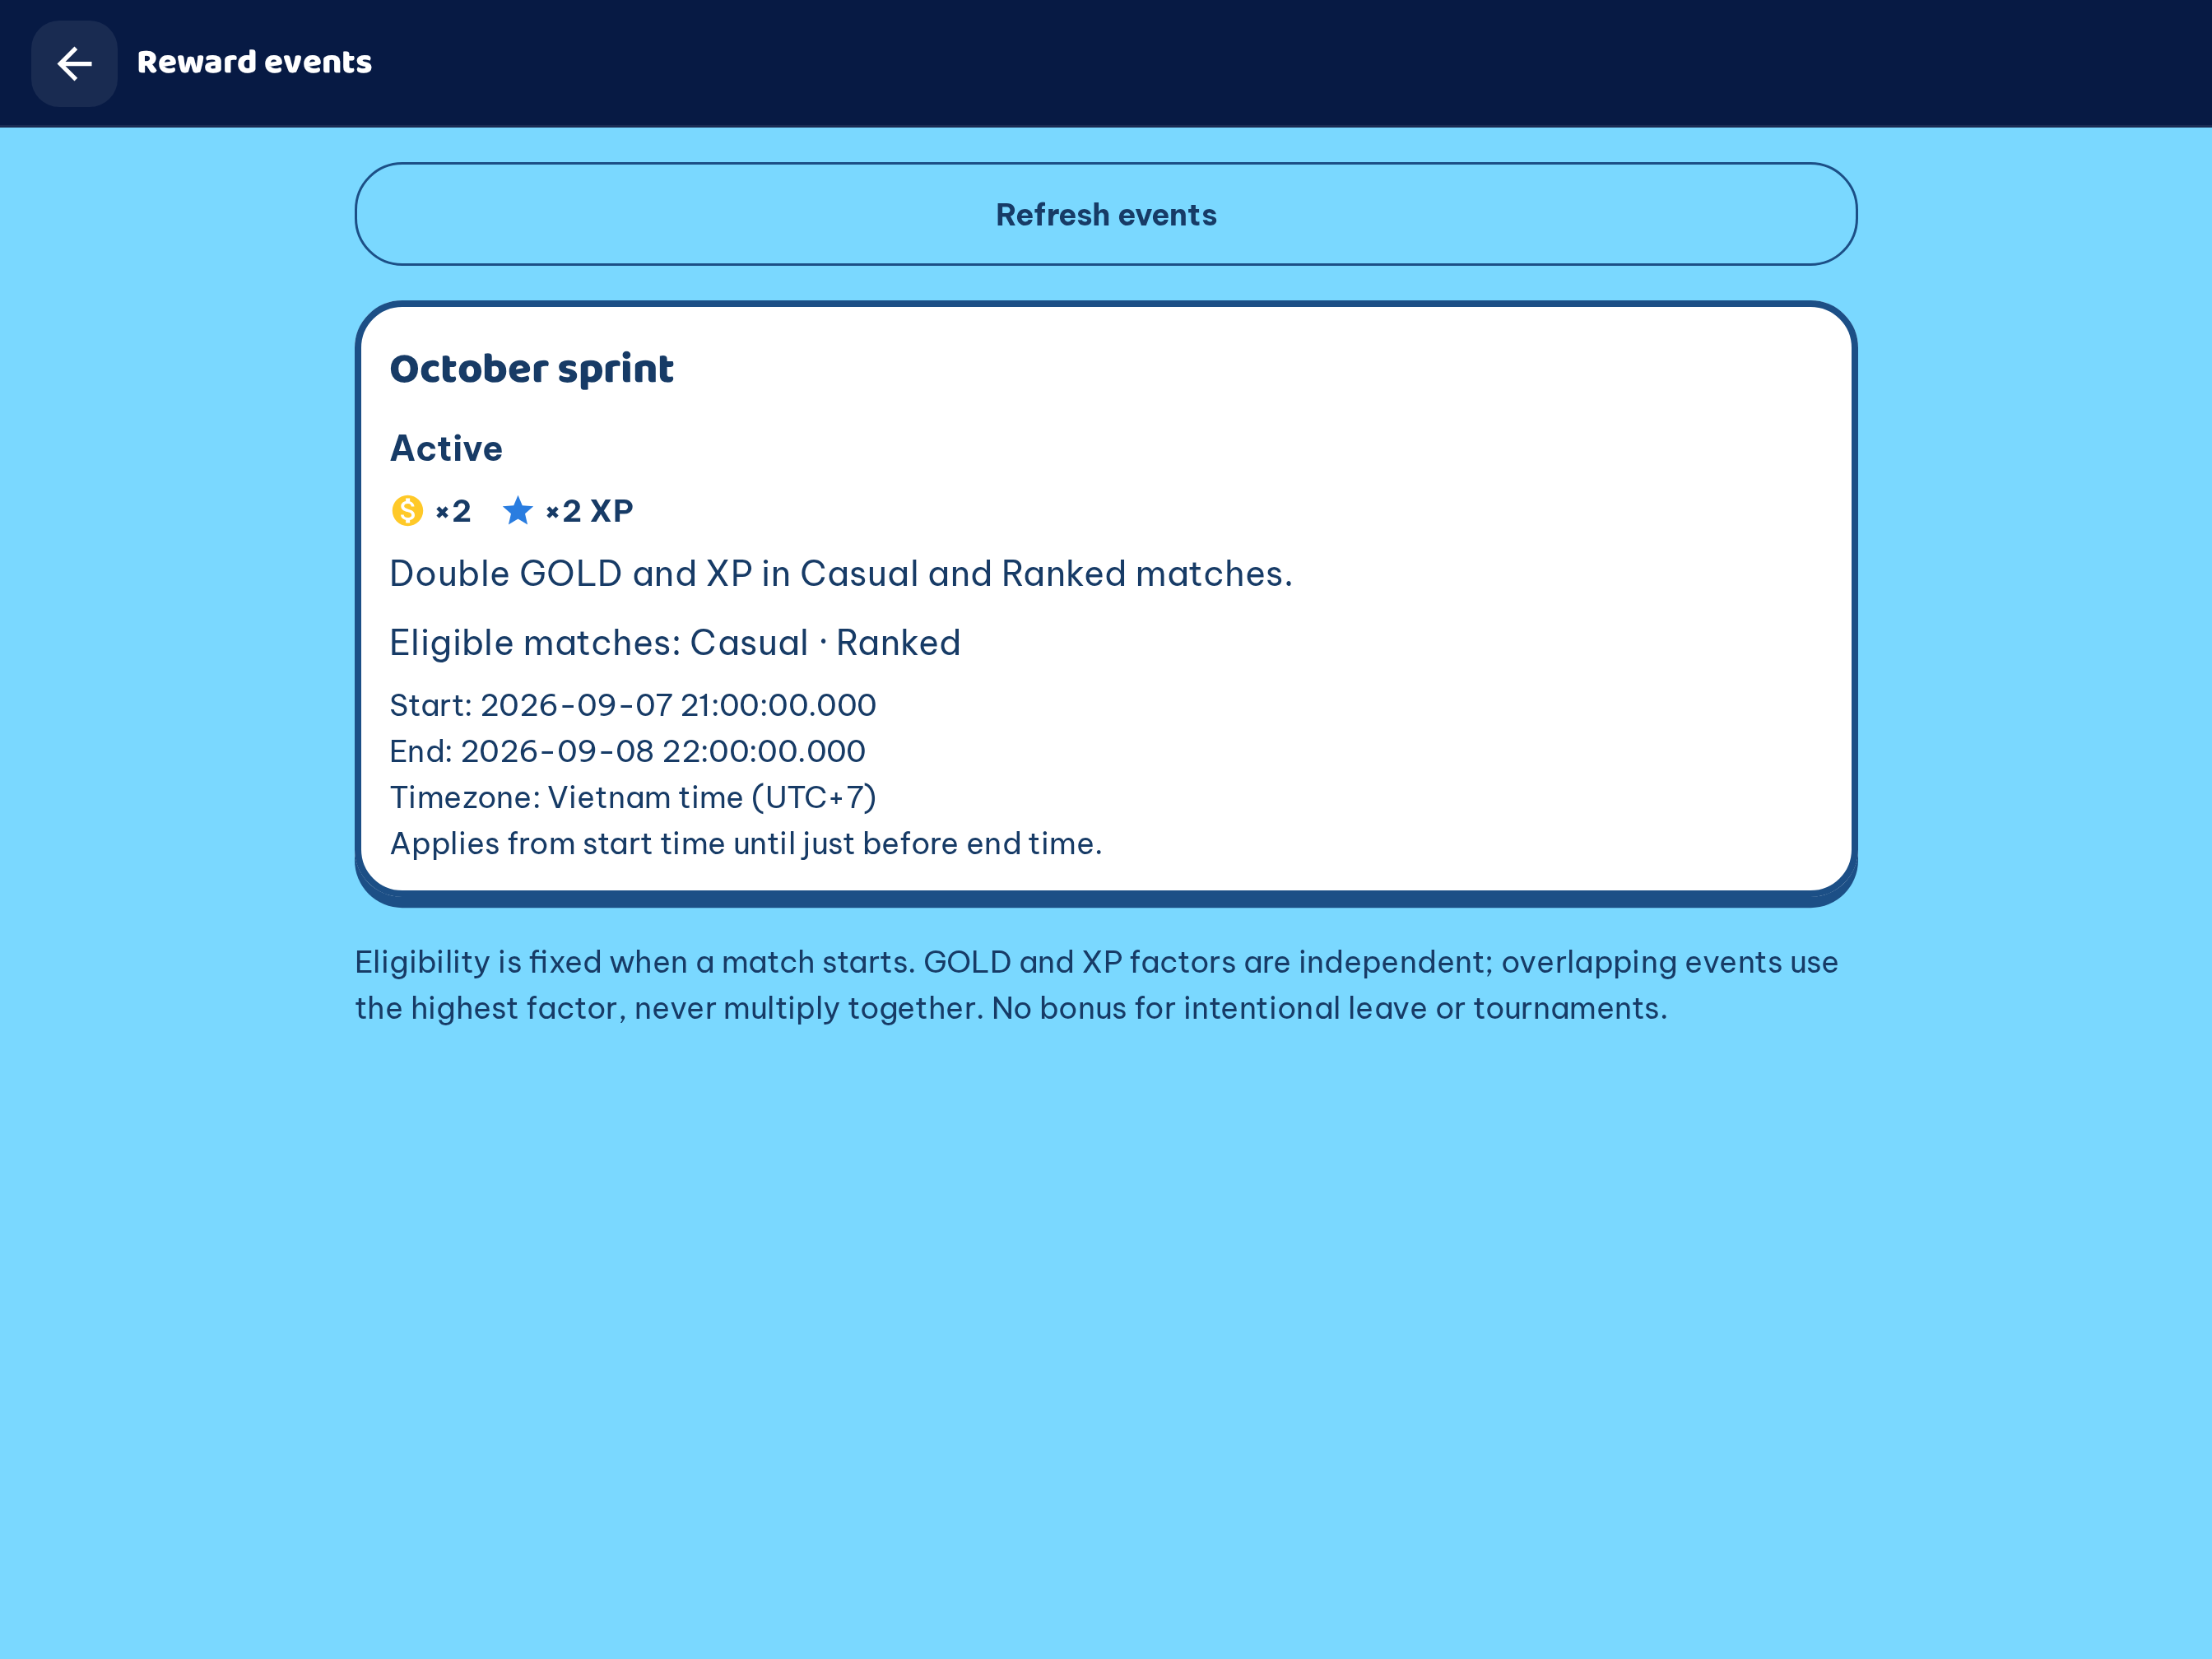 Reward events
Refresh events
October sprint
Active
×2 ×2 XP
Double GOLD and XP in Casual and Ranked matches.
Eligible matches: Casual · Ranked
Start: 2026-09-07 21:00:00.000
End: 2026-09-08 22:00:00.000
Timezone: Vietnam time (UTC+7)
Applies from start time until just before end time.
Eligibility is fixed when a match starts. GOLD and XP factors are independent; overlapping events use
the highest factor, never multiply together. No bonus for intentional leave or tournaments.